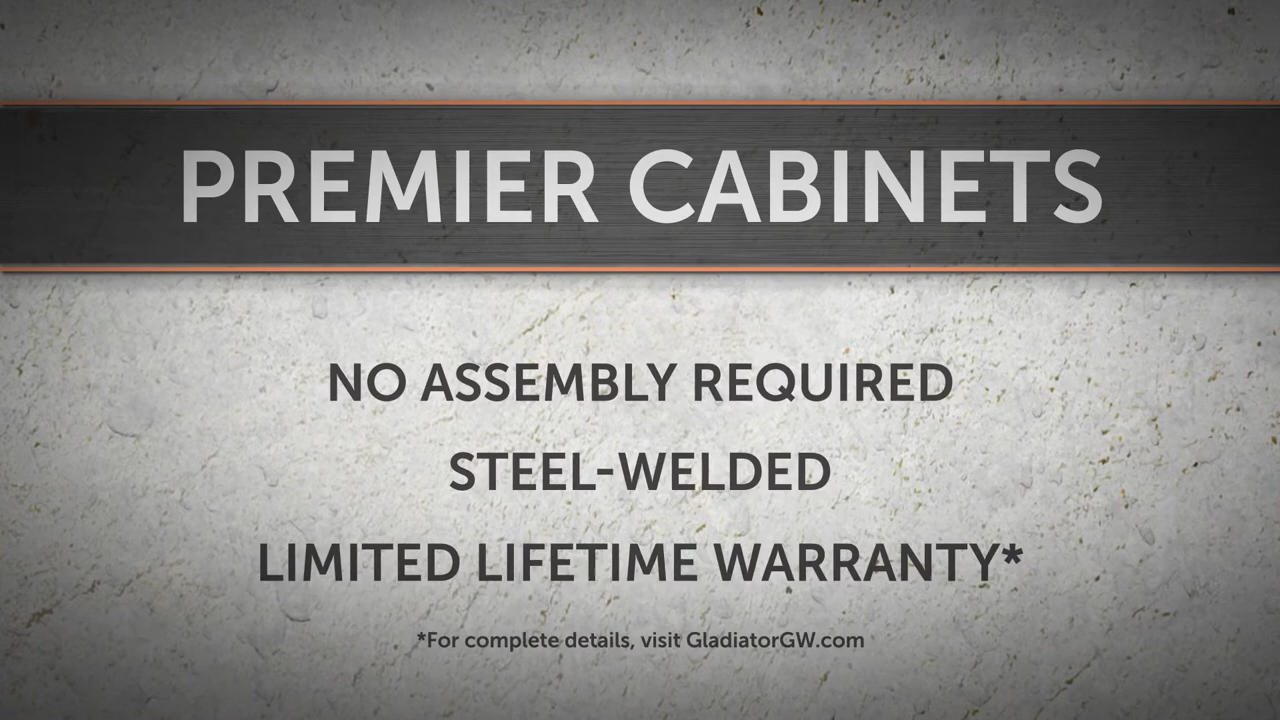 PREMIER CABINETS
NO ASSEMBLY REQUIRED
STEEL-WELDED
LIMITED LIFETIME WARRANTY*
*For complete details, visit GladiatorGW.com